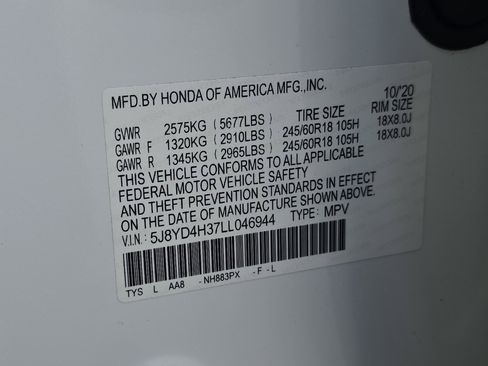 MFD.BY HONDA OF AMERICA MFG.,INC. 10/'20
GVWR 2575KG (5677LBS) TIRE SIZE RIM SIZE
GAWR F 1320KG (2910LBS) 245/60R18 105H 18X8.0J
GAWR R 1345KG (2965LBS) 245/60R18 105H 18X8.0J
THIS VEHICLE CONFORMS TO ALL APPLICABLE
FEDERAL MOTOR VEHICLE SAFETY
AND THEFT PREVENTION STANDARDS IN EFFECT
ON THE DATE OF MANUFACTURE SHOWN ABOVE.
V.I.N.: 5J8YD4H37LL046944 TYPE: MPV
TYS L AA8 -NH883PX -F-L